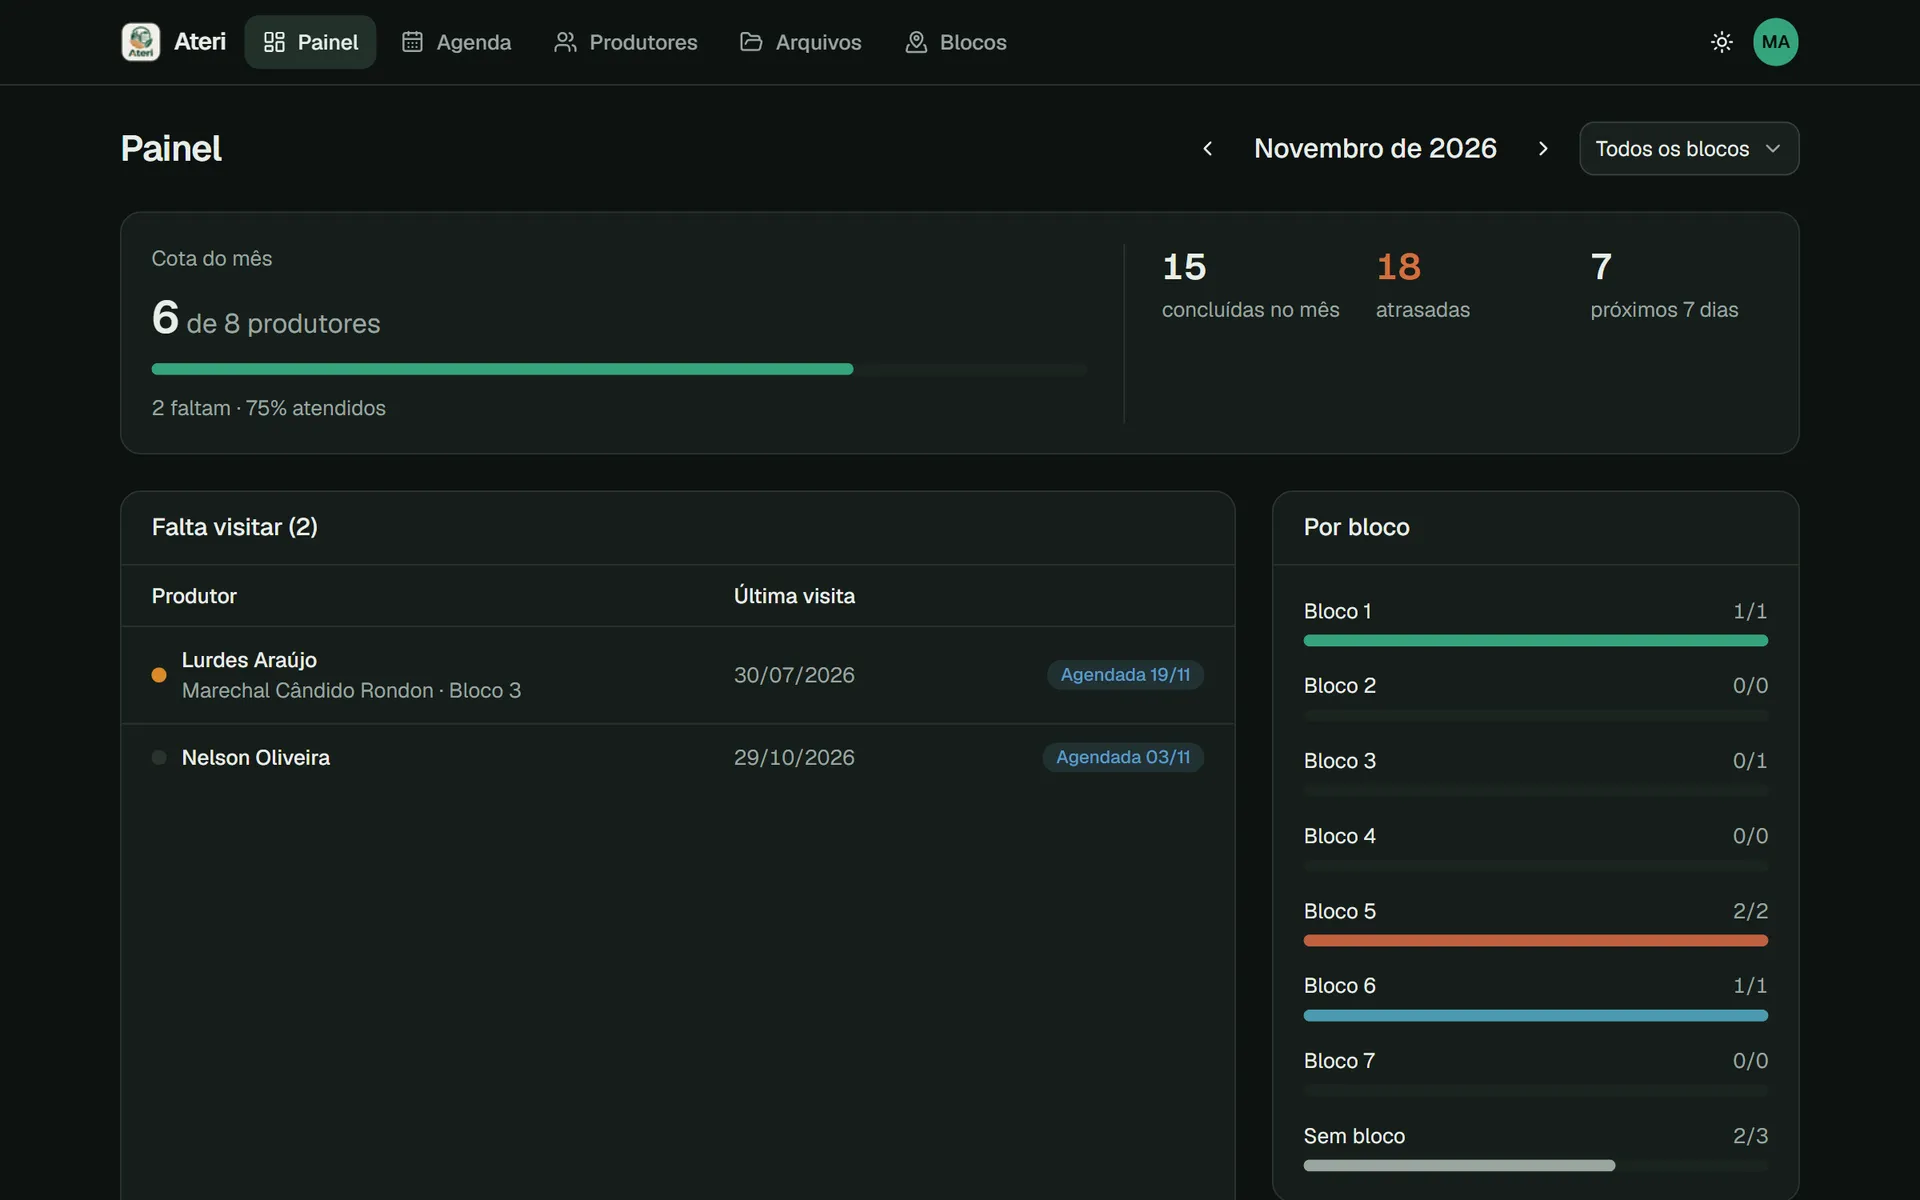 Ateri
Ateri
Painel
Agenda
Produtores
Arquivos
Blocos
MA
Painel
Novembro de 2026
Todos os blocos
Cota do mês
6 de 8 produtores
2 faltam · 75% atendidos
15
concluídas no mês
18
atrasadas
7
próximos 7 dias
Falta visitar (2)
Produtor
Última visita
Lurdes Araújo
Marechal Cândido Rondon · Bloco 3
30/07/2026
Agendada 19/11
Nelson Oliveira
29/10/2026
Agendada 03/11
Por bloco
Bloco 1
1/1
Bloco 2
0/0
Bloco 3
0/1
Bloco 4
0/0
Bloco 5
2/2
Bloco 6
1/1
Bloco 7
0/0
Sem bloco
2/3